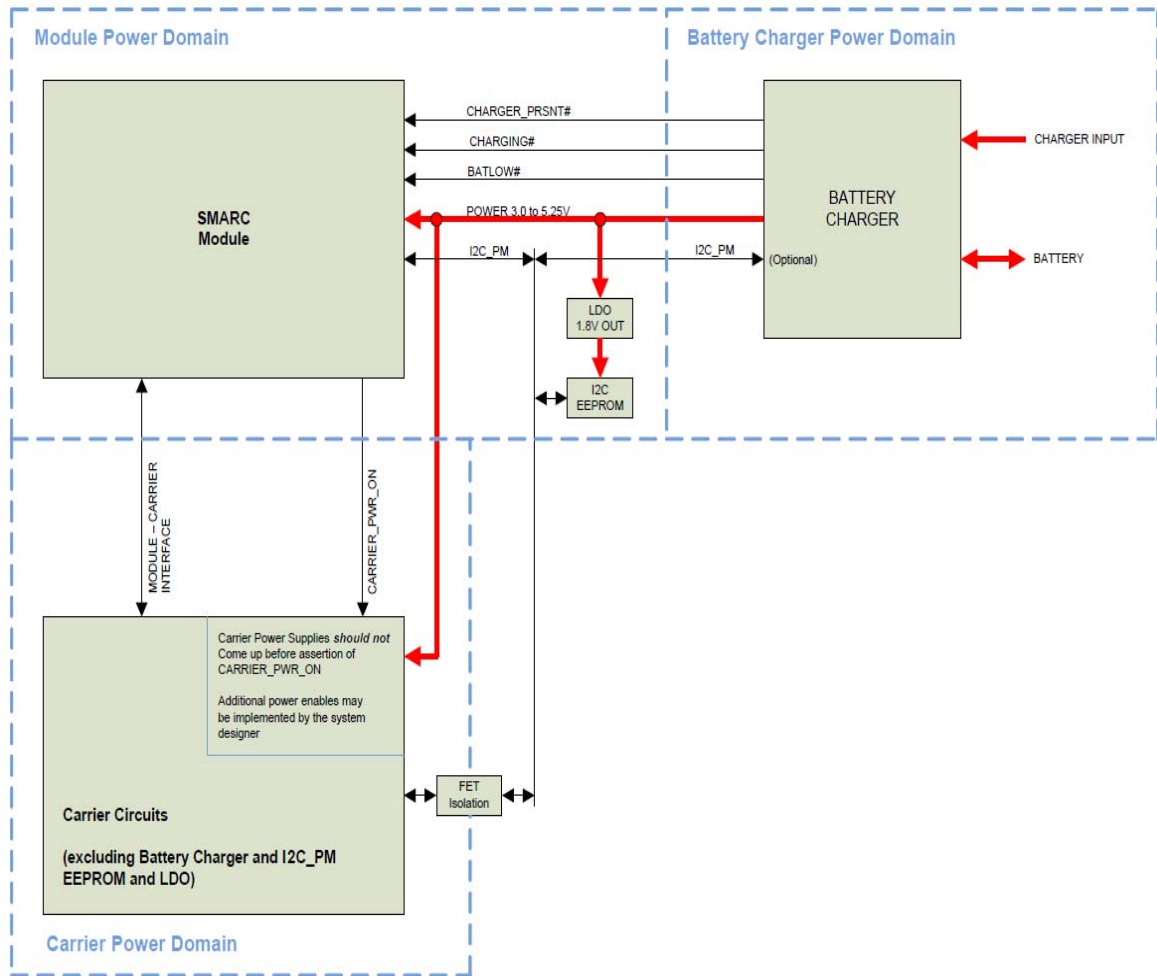 Module Power Domain
Battery Charger Power Domain
CHARGER_PRSNT#
CHARGING#
BATLOW#
POWER 3.0 to 5.25V
I2C_PM
I2C_PM
(Optional)
SMARC
Module
BATTERY
CHARGER
CHARGER INPUT
BATTERY
LDO
1.8V OUT
I2C
EEPROM
MODULE – CARRIER
INTERFACE
CARRIER_PWR_ON
Carrier Power Supplies should not
Come up before assertion of
CARRIER_PWR_ON
Additional power enables may
be implemented by the system
designer
FET
Isolation
Carrier Circuits
(excluding Battery Charger and I2C_PM
EEPROM and LDO)
Carrier Power Domain